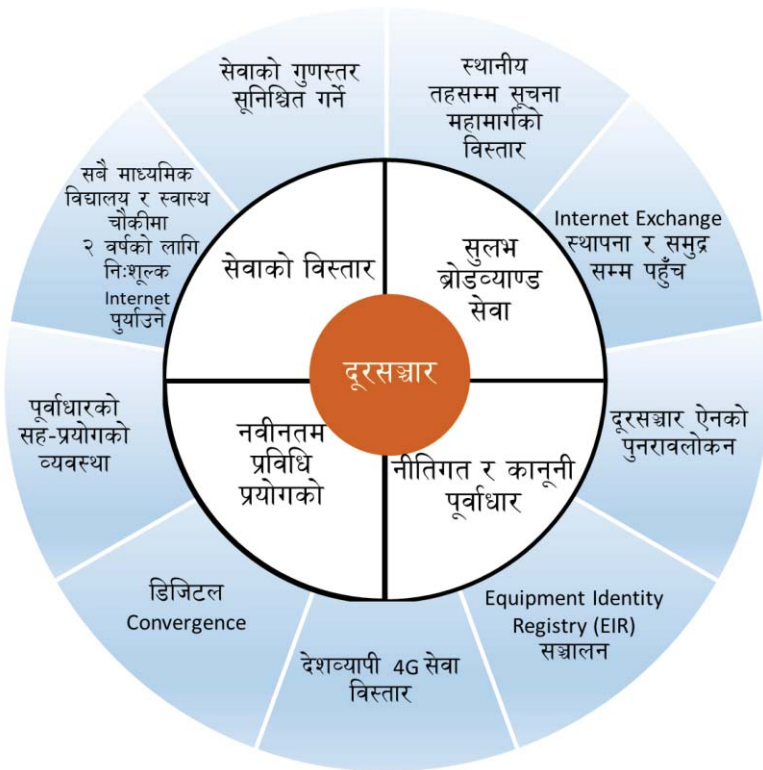 सेवाको गुणस्तर
सूनिश्चित गर्ने
स्थानीय
तहसम्म सूचना
महामार्गको
विस्तार
सबै माध्यमिक
विद्यालय र स्वास्थ
चौकीमा
२ वर्षको लागि
निःशूल्क
Internet
पुर्याउने
Internet Exchange
स्थापना र समुद्र
सम्म पहुँच
सेवाको विस्तार
सुलभ
ब्रोडव्याण्ड
सेवा
दूरसञ्चार
पूर्वाधारको
सह-प्रयोगको
व्यवस्था
नवीनतम
प्रविधि
प्रयोगको
नीतिगत र कानूनी
पूर्वाधार
दूरसञ्चार ऐनको
पुनरावलोकन
डिजिटल
Convergence
देशव्यापी 4G सेवा
विस्तार
Equipment Identity
Registry (EIR)
सञ्चालन